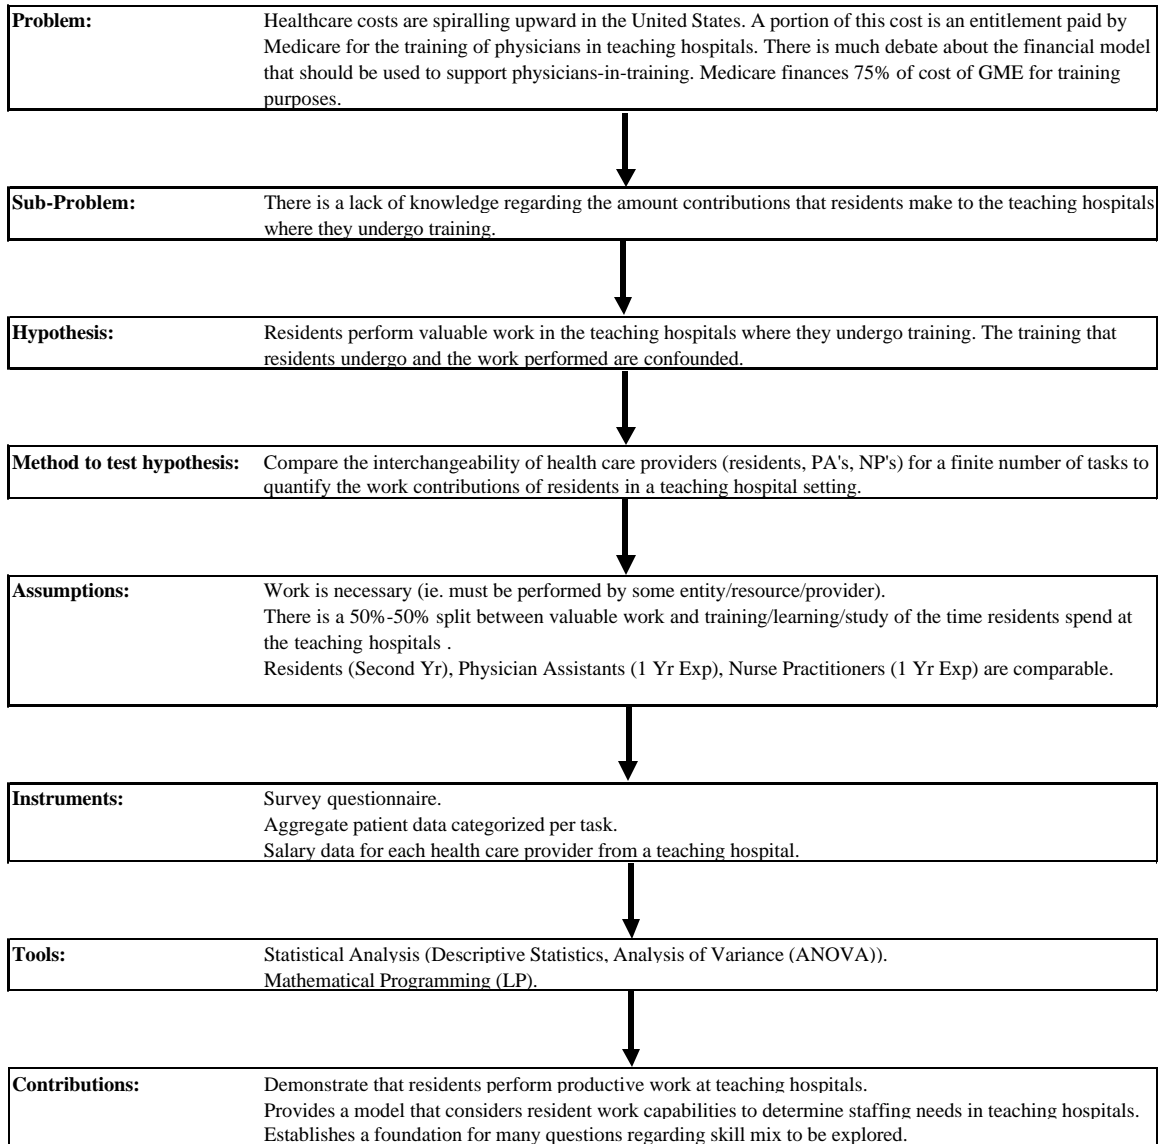 Problem: Healthcare costs are spiralling upward in the United States. A portion of this cost is an entitlement paid by
Medicare for the training of physicians in teaching hospitals. There is much debate about the financial model
that should be used to support physicians-in-training. Medicare finances 75% of cost of GME for training
purposes.
Sub-Problem: There is a lack of knowledge regarding the amount contributions that residents make to the teaching hospitals
where they undergo training.
Hypothesis: Residents perform valuable work in the teaching hospitals where they undergo training. The training that
residents undergo and the work performed are confounded.
Method to test hypothesis: Compare the interchangeability of health care providers (residents, PA's, NP's) for a finite number of tasks to
quantify the work contributions of residents in a teaching hospital setting.
Assumptions: Work is necessary (ie. must be performed by some entity/resource/provider).
There is a 50%-50% split between valuable work and training/learning/study of the time residents spend at
the teaching hospitals .
Residents (Second Yr), Physician Assistants (1 Yr Exp), Nurse Practitioners (1 Yr Exp) are comparable.
Instruments: Survey questionnaire.
Aggregate patient data categorized per task.
Salary data for each health care provider from a teaching hospital.
Tools: Statistical Analysis (Descriptive Statistics, Analysis of Variance (ANOVA)).
Mathematical Programming (LP).
Contributions: Demonstrate that residents perform productive work at teaching hospitals.
Provides a model that considers resident work capabilities to determine staffing needs in teaching hospitals.
Establishes a foundation for many questions regarding skill mix to be explored.